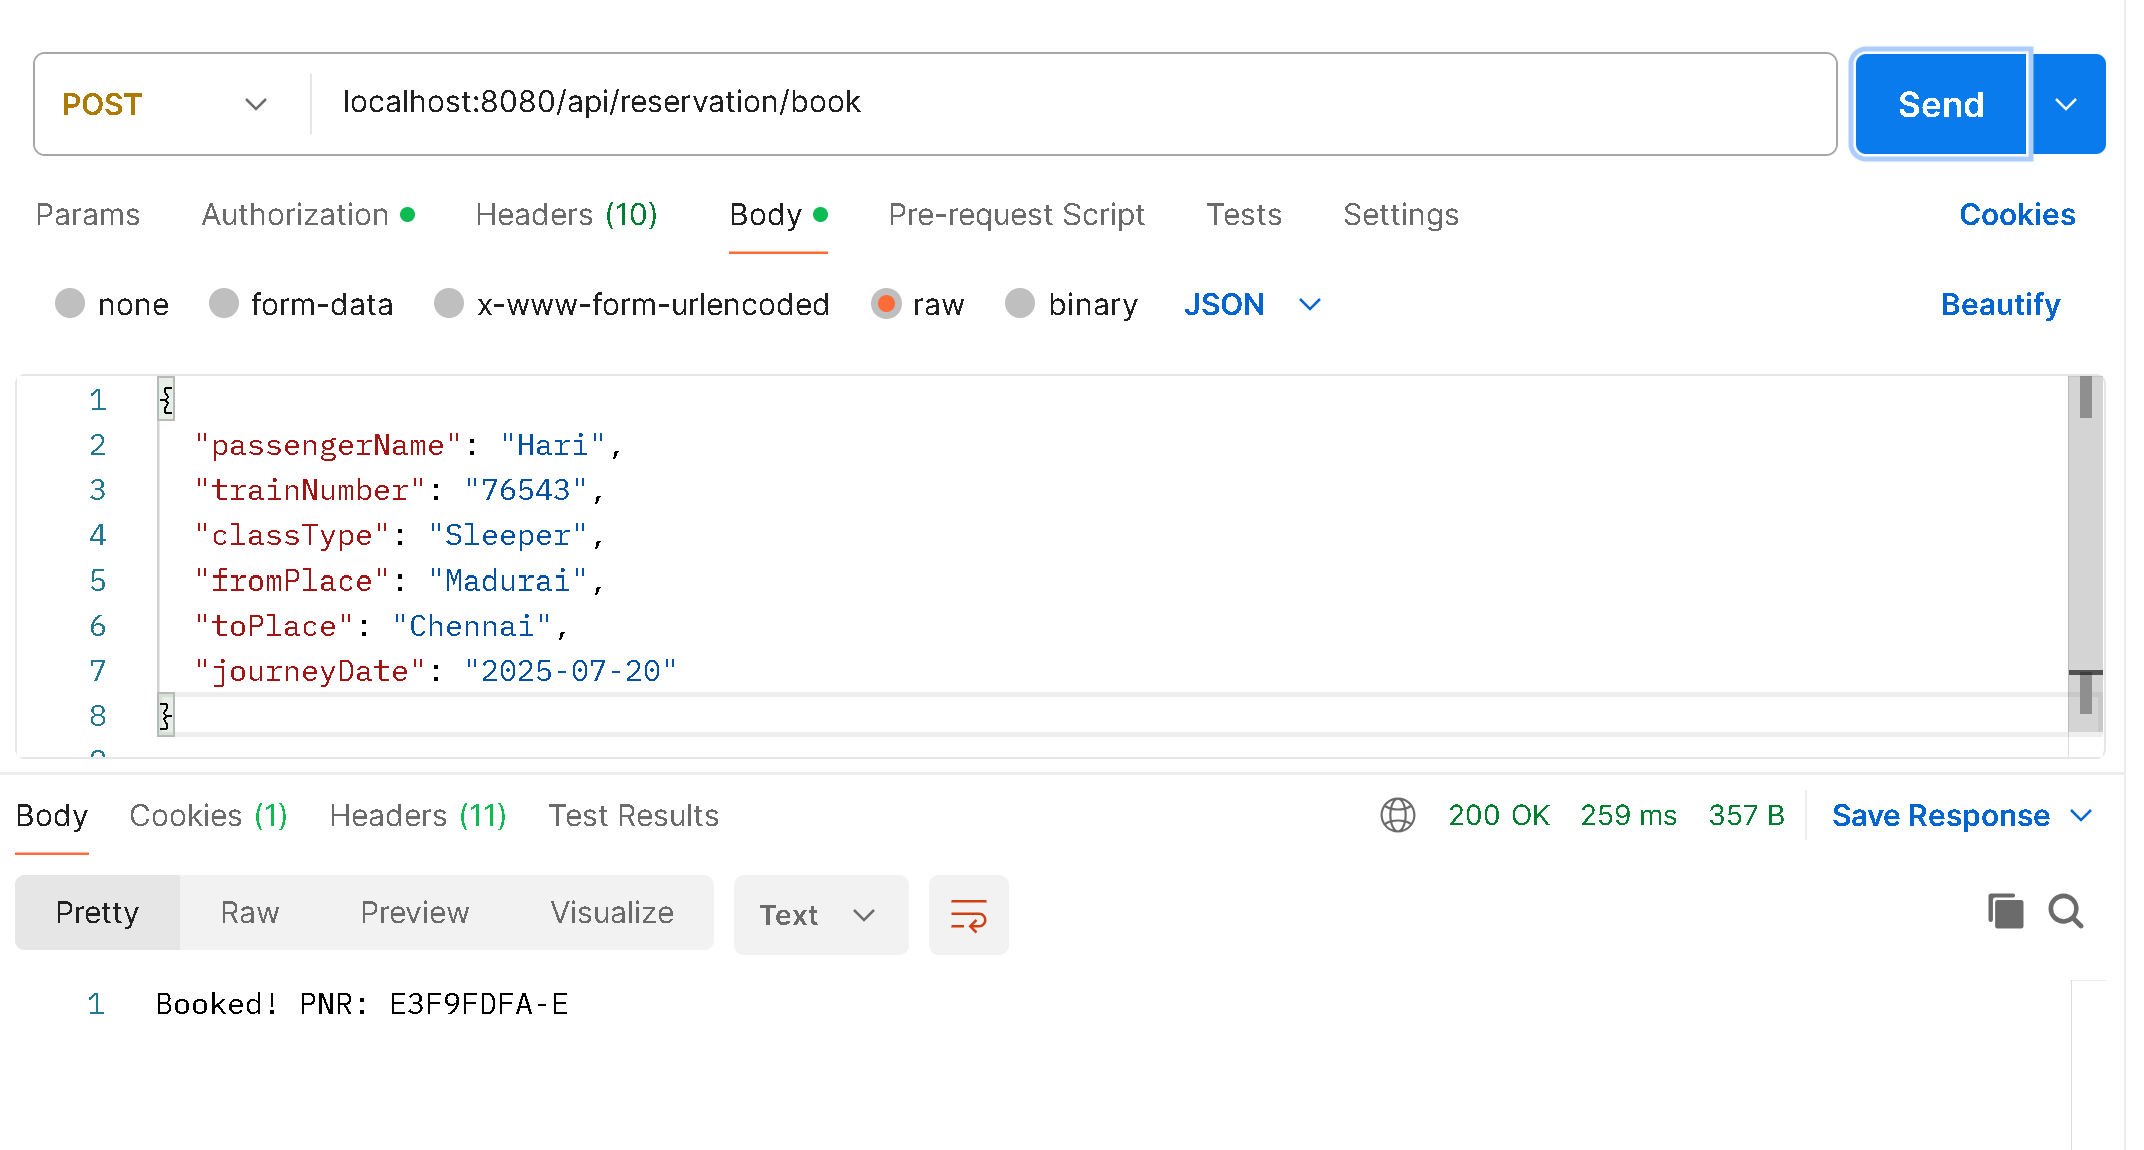 POST localhost:8080/api/reservation/book Send
Params Authorization Headers (10) Body Pre-request Script Tests Settings Cookies
none form-data x-www-form-urlencoded raw binary JSON Beautify
1 {
2 "passengerName": "Hari",
3 "trainNumber": "76543",
4 "classType": "Sleeper",
5 "fromPlace": "Madurai",
6 "toPlace": "Chennai",
7 "journeyDate": "2025-07-20"
8 }
Body Cookies (1) Headers (11) Test Results 200 OK 259 ms 357 B Save Response
Pretty Raw Preview Visualize Text
1 Booked! PNR: E3F9FDFA-E